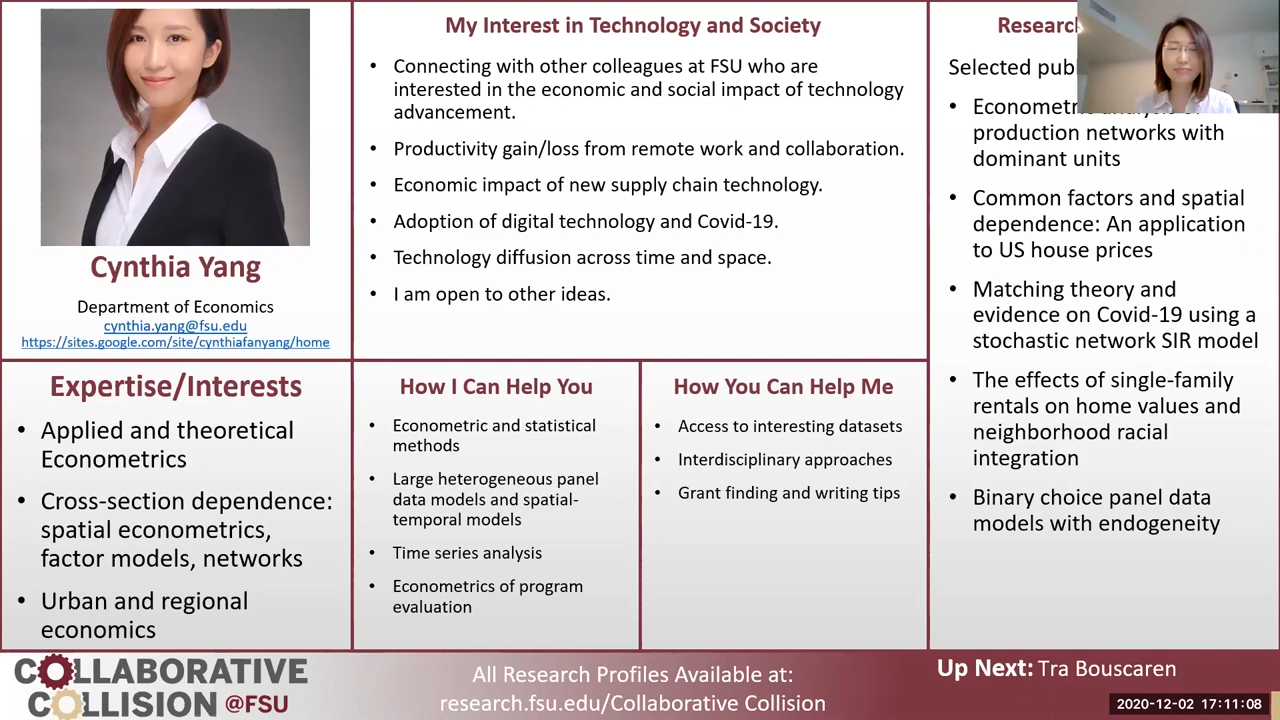 Cynthia Yang
Department of Economics
cynthia.yang@fsu.edu
https://sites.google.com/site/cynthiafanyang/home
My Interest in Technology and Society
• Connecting with other colleagues at FSU who are
interested in the economic and social impact of technology
advancement.
• Productivity gain/loss from remote work and collaboration.
• Economic impact of new supply chain technology.
• Adoption of digital technology and Covid-19.
• Technology diffusion across time and space.
• I am open to other ideas.
Research
Selected
• production networks with
dominant units
• Common factors and spatial
dependence: An application
to US house prices
• Matching theory and
evidence on Covid-19 using a
stochastic network SIR model
• The effects of single-family
rentals on home values and
neighborhood racial
integration
• Binary choice panel data
models with endogeneity
Expertise/Interests
• Applied and theoretical
Econometrics
• Cross-section dependence:
spatial econometrics,
factor models, networks
• Urban and regional
economics
How I Can Help You
• Econometric and statistical
methods
• Large heterogeneous panel
data models and spatial-
temporal models
• Time series analysis
• Econometrics of program
evaluation
How You Can Help Me
• Access to interesting datasets
• Interdisciplinary approaches
• Grant finding and writing tips
COLLABORATIVE
COLLISION @FSU
All Research Profiles Available at:
research.fsu.edu/Collaborative Collision
Up Next: Tra Bouscaren
2020-12-02 17:11:08